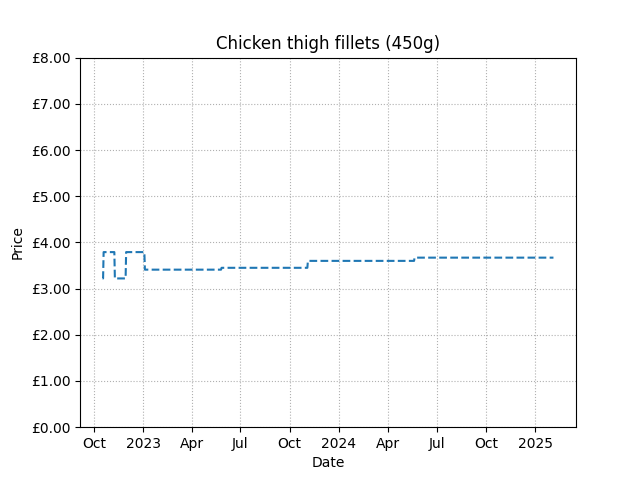 Chicken thigh fillets (450g)
£8.00
£7.00
£6.00
£5.00
£4.00
£3.00
£2.00
£1.00
£0.00
Price
Oct 2023 Apr Jul Oct 2024 Apr Jul Oct 2025
Date